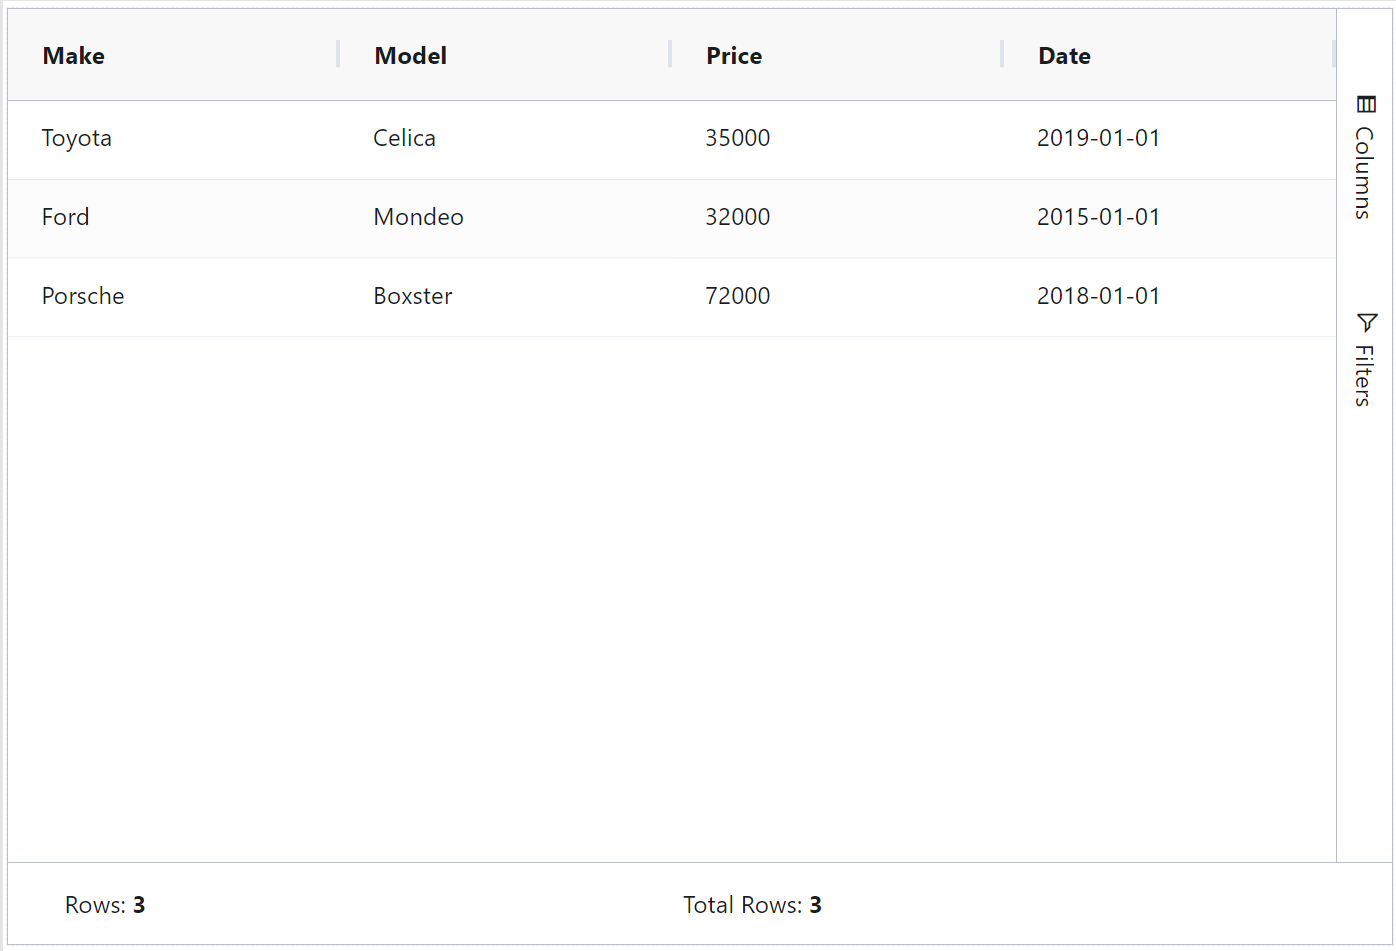 Make Model Price Date
Toyota Celica 35000 2019-01-01
Ford Mondeo 32000 2015-01-01
Porsche Boxster 72000 2018-01-01
Columns
Filters
Rows: 3 Total Rows: 3